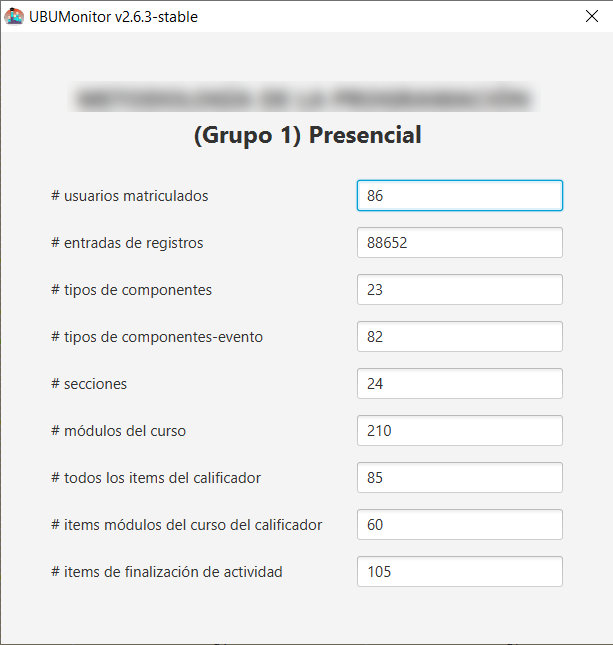 UBUMonitor v2.6.3-stable
(Grupo 1) Presencial
# usuarios matriculados 86
# entradas de registros 88652
# tipos de componentes 23
# tipos de componentes-evento 82
# secciones 24
# módulos del curso 210
# todos los items del calificador 85
# items módulos del curso del calificador 60
# items de finalización de actividad 105